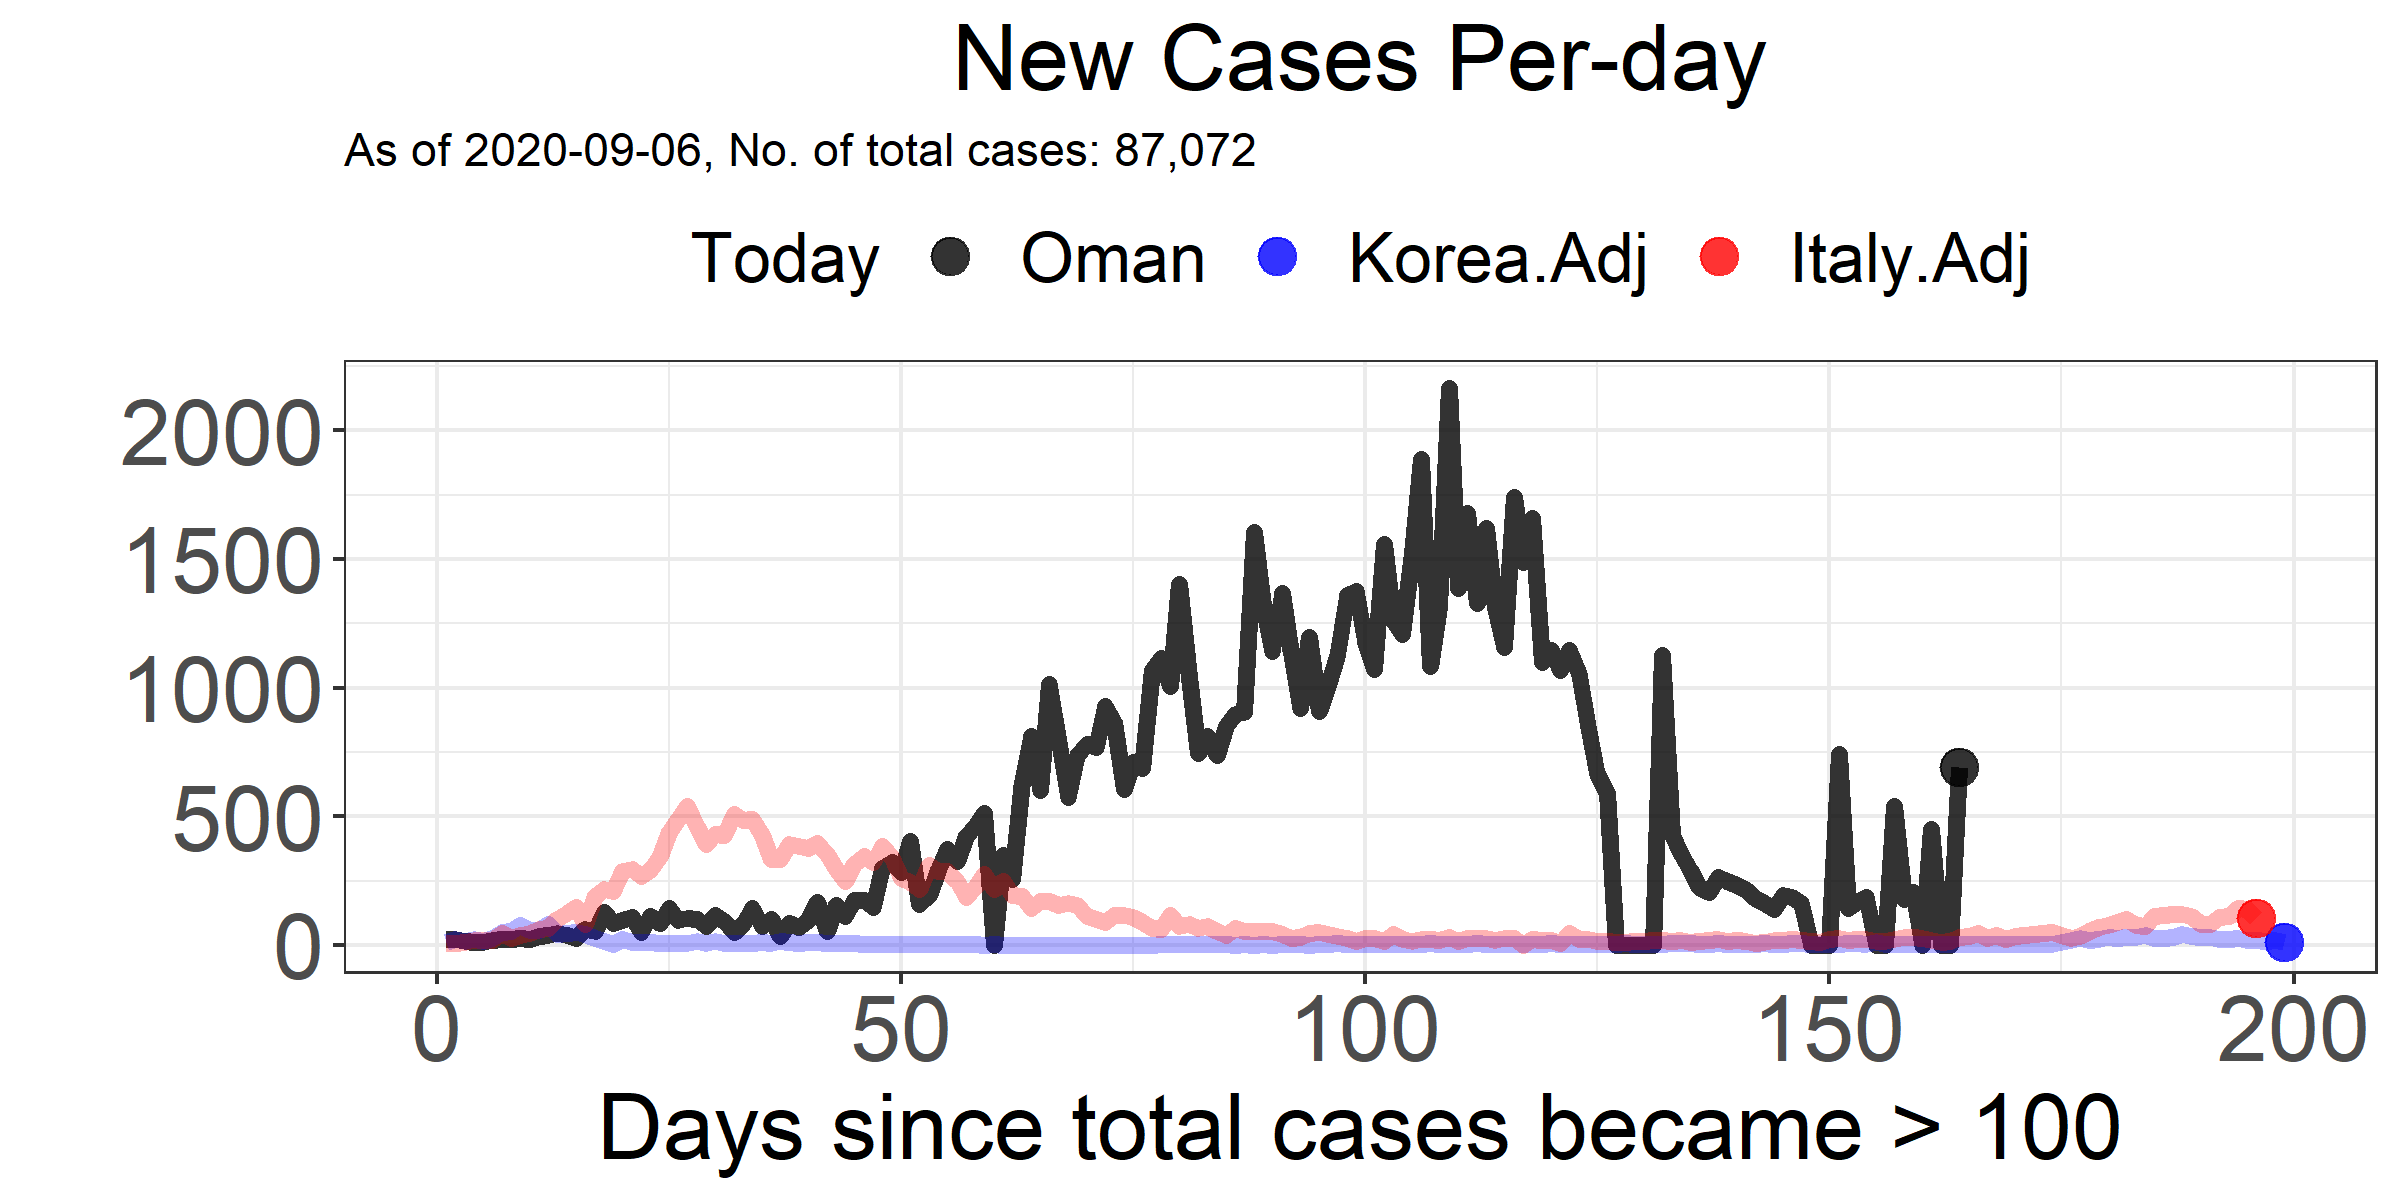 New Cases Per-day
As of 2020-09-06, No. of total cases: 87,072
Today Oman Korea.Adj Italy.Adj
2000
1500
1000
500
0
0 50 100 150 200
Days since total cases became > 100